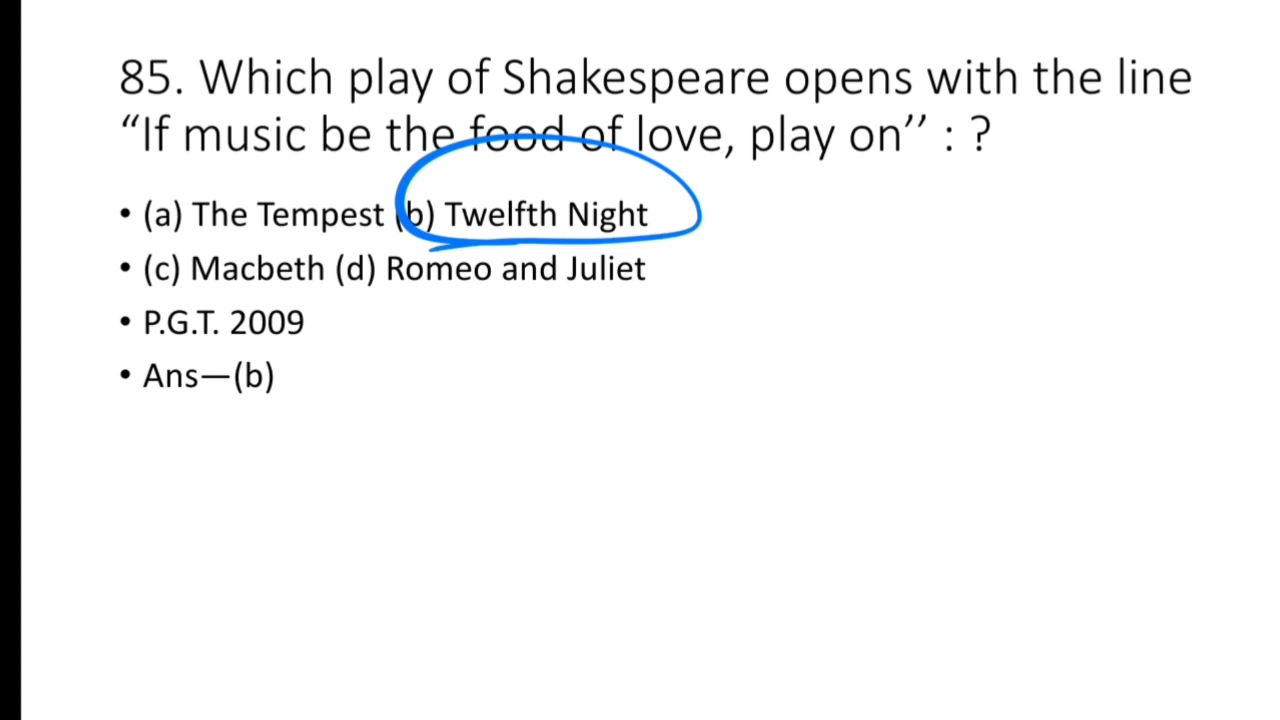 85. Which play of Shakespeare opens with the line
“If music be the food of love, play on’’ : ?
• (a) The Tempest (b) Twelfth Night
• (c) Macbeth (d) Romeo and Juliet
• P.G.T. 2009
• Ans—(b)